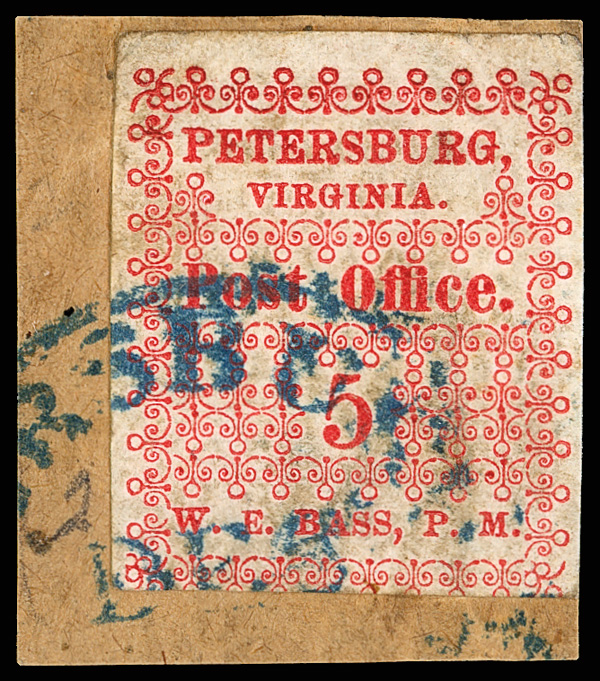 PETERSBURG,
VIRGINIA.
Post Office.
5
W. E. BASS, P. M.